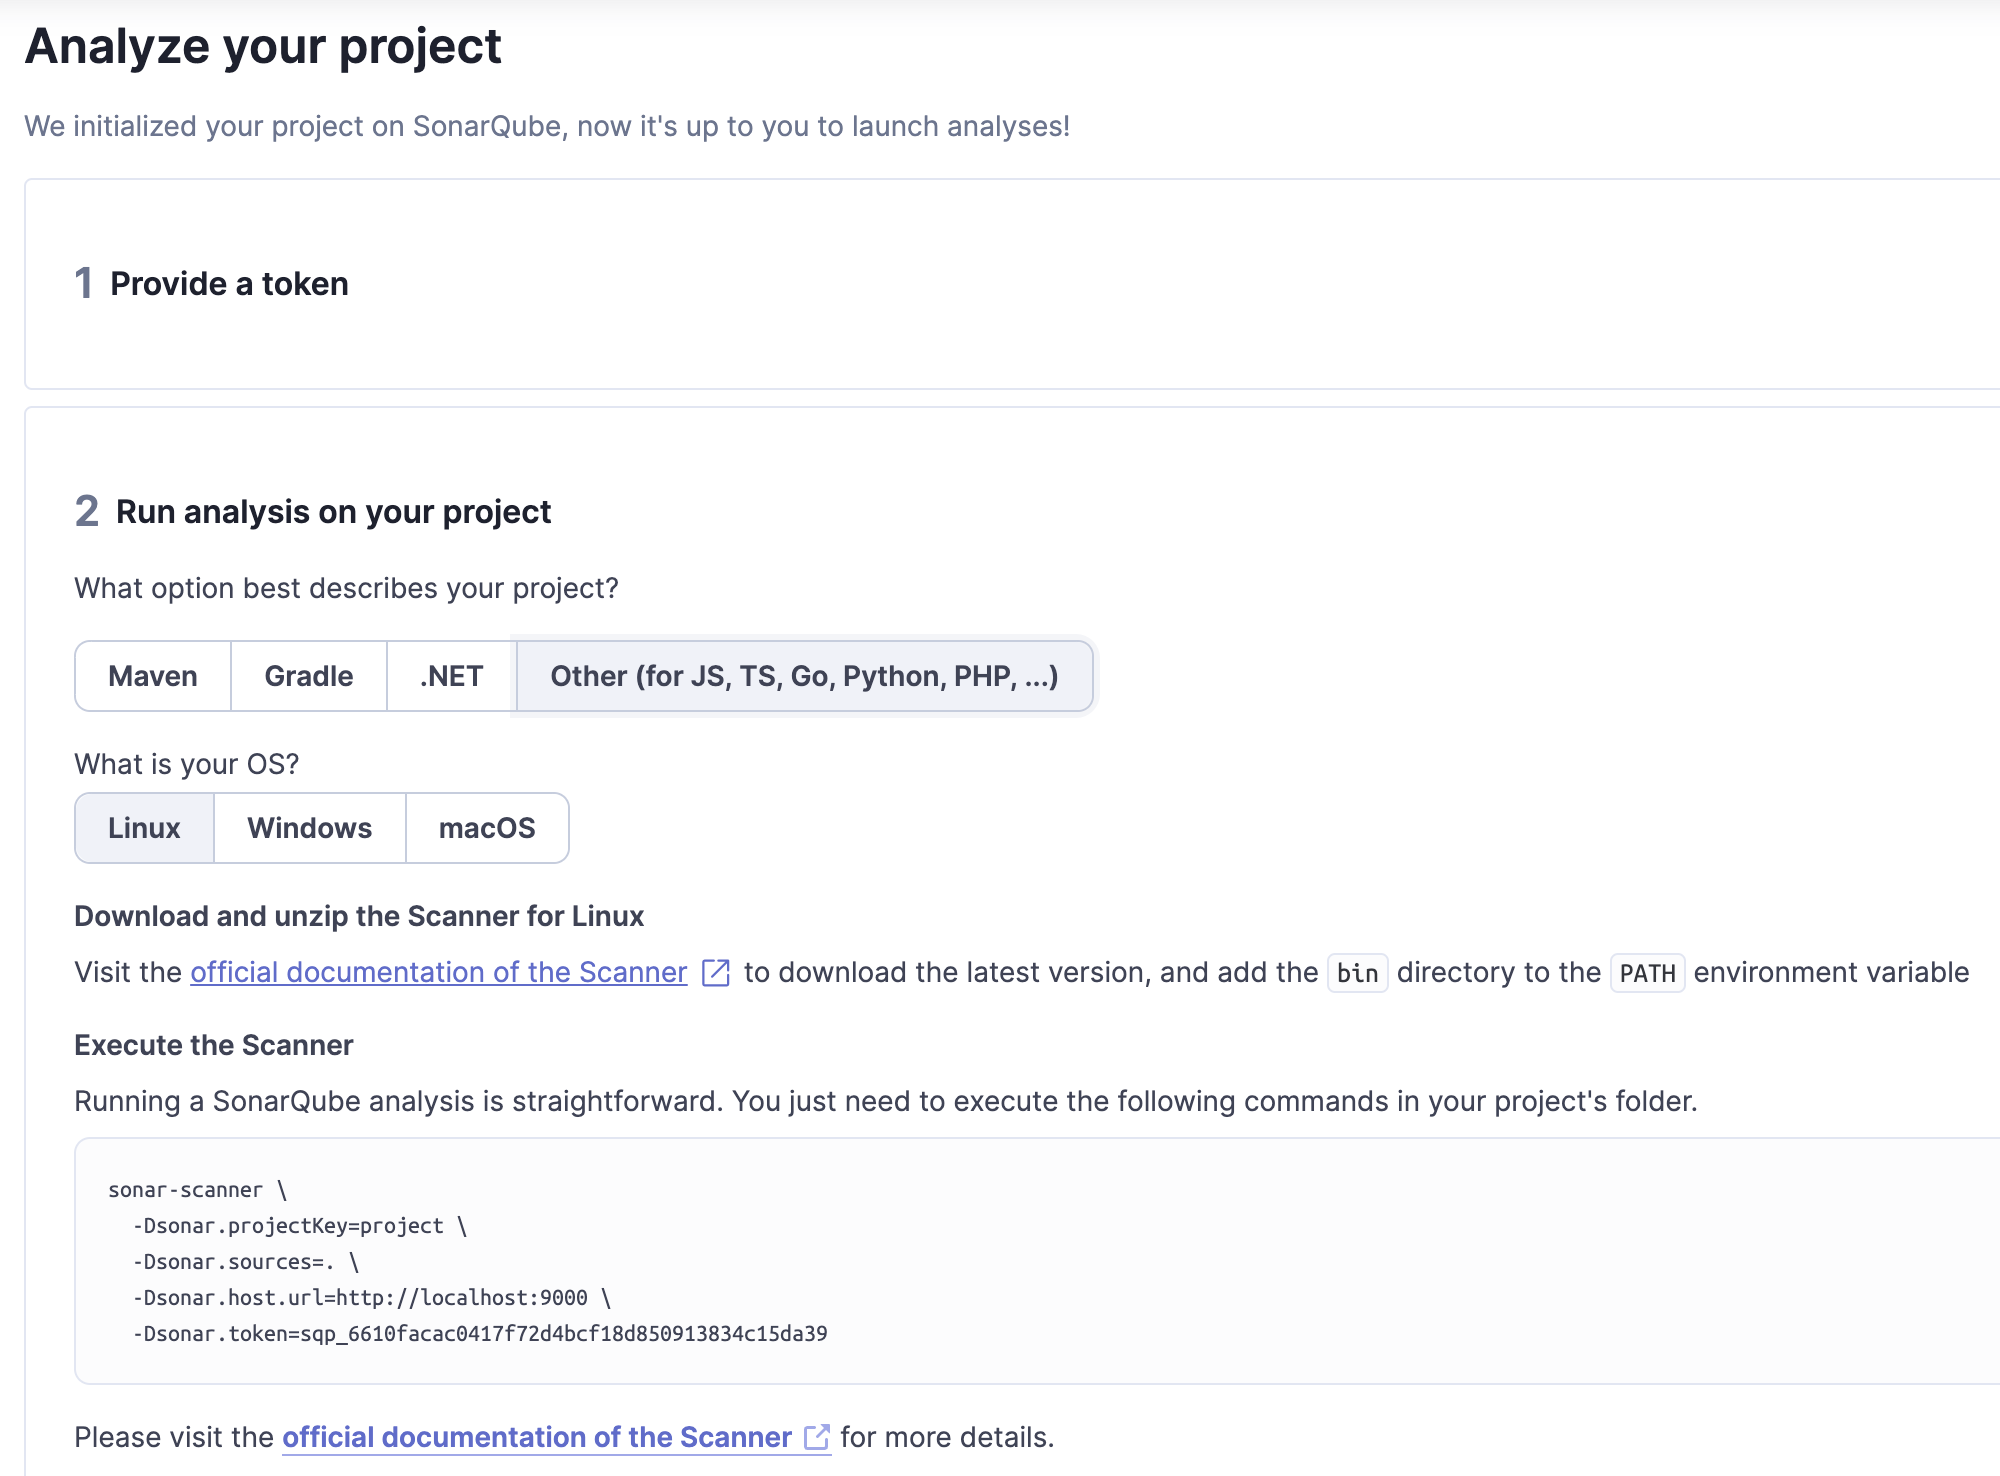 Analyze your project
We initialized your project on SonarQube, now it's up to you to launch analyses!
1 Provide a token
2 Run analysis on your project
What option best describes your project?
Maven Gradle .NET Other (for JS, TS, Go, Python, PHP, ...)
What is your OS?
Linux Windows macOS
Download and unzip the Scanner for Linux
Visit the official documentation of the Scanner to download the latest version, and add the bin directory to the PATH environment variable
Execute the Scanner
Running a SonarQube analysis is straightforward. You just need to execute the following commands in your project's folder.
sonar-scanner \
-Dsonar.projectKey=project \
-Dsonar.sources=. \
-Dsonar.host.url=http://localhost:9000 \
-Dsonar.token=sqp_6610facac0417f72d4bcf18d850913834c15da39
Please visit the official documentation of the Scanner for more details.